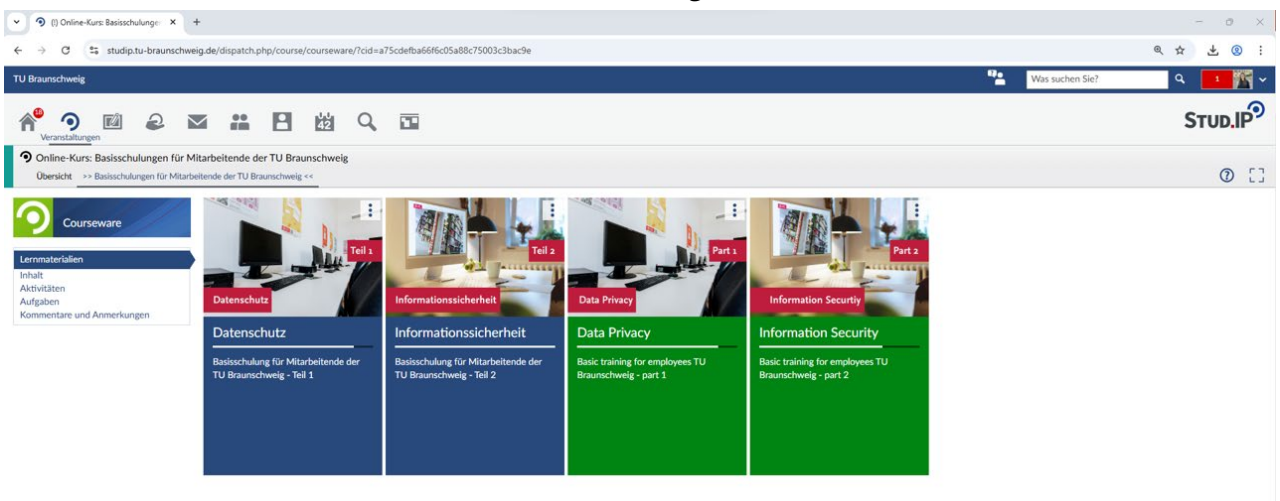 (!) Online-Kurs: Basisschulunge
studip.tu-braunschweig.de/dispatch.php/course/courseware/?cid=a75cdefba66f6c05a88c75003c3bac9e
TU Braunschweig
Was suchen Sie?
1
18
42
Veranstaltungen
STUD.IP
Online-Kurs: Basisschulungen für Mitarbeitende der TU Braunschweig
Übersicht >> Basisschulungen für Mitarbeitende der TU Braunschweig <<
Courseware
Lernmaterialien
Inhalt
Aktivitäten
Aufgaben
Kommentare und Anmerkungen
Teil 1
Datenschutz
Datenschutz
Basisschulung für Mitarbeitende der
TU Braunschweig - Teil 1
Teil 2
Informationssicherheit
Informationssicherheit
Basisschulung für Mitarbeitende der
TU Braunschweig - Teil 2
Part 1
Data Privacy
Data Privacy
Basic training for employees TU
Braunschweig - part 1
Part 2
Information Securtiy
Information Security
Basic training for employees TU
Braunschweig - part 2